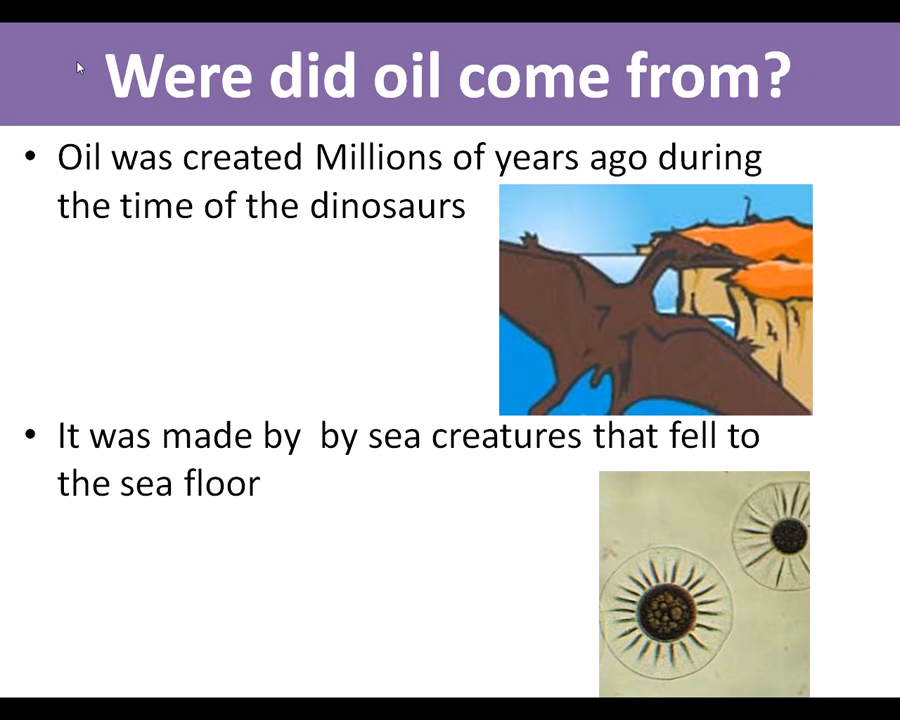 Were did oil come from?
• Oil was created Millions of years ago during
the time of the dinosaurs
• It was made by  by sea creatures that fell to
the sea floor